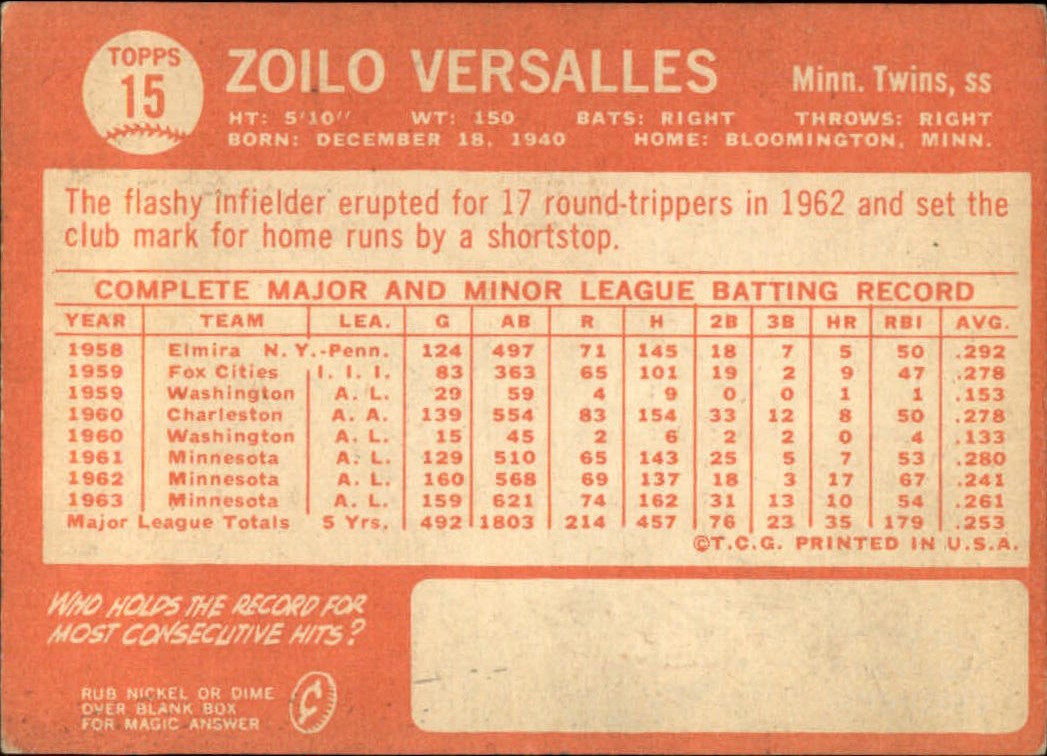 TOPPS
15
ZOILO VERSALLES Minn. Twins, ss
HT: 5'10" WT: 150 BATS: RIGHT THROWS: RIGHT
BORN: DECEMBER 18, 1940 HOME: BLOOMINGTON, MINN.
The flashy infielder erupted for 17 round-trippers in 1962 and set the
club mark for home runs by a shortstop.
COMPLETE MAJOR AND MINOR LEAGUE BATTING RECORD
YEAR TEAM LEA. G AB R H 2B 3B HR RBI AVG.
1958 Elmira N. Y.-Penn. 124 497 71 145 18 7 5 50 .292
1959 Fox Cities I. I. I. 83 363 65 101 19 2 9 47 .278
1959 Washington A. L. 29 59 4 9 0 0 1 1 .153
1960 Charleston A. A. 139 554 83 154 33 12 8 50 .278
1960 Washington A. L. 15 45 2 6 2 2 0 4 .133
1961 Minnesota A. L. 129 510 65 143 25 5 7 53 .280
1962 Minnesota A. L. 160 568 69 137 18 3 17 67 .241
1963 Minnesota A. L. 159 621 74 162 31 13 10 54 .261
Major League Totals 5 Yrs. 492 1803 214 457 76 23 35 179 .253
©T.C.G. PRINTED IN U.S.A.
WHO HOLDS THE RECORD FOR
MOST CONSECUTIVE HITS?
RUB NICKEL OR DIME
OVER BLANK BOX
FOR MAGIC ANSWER